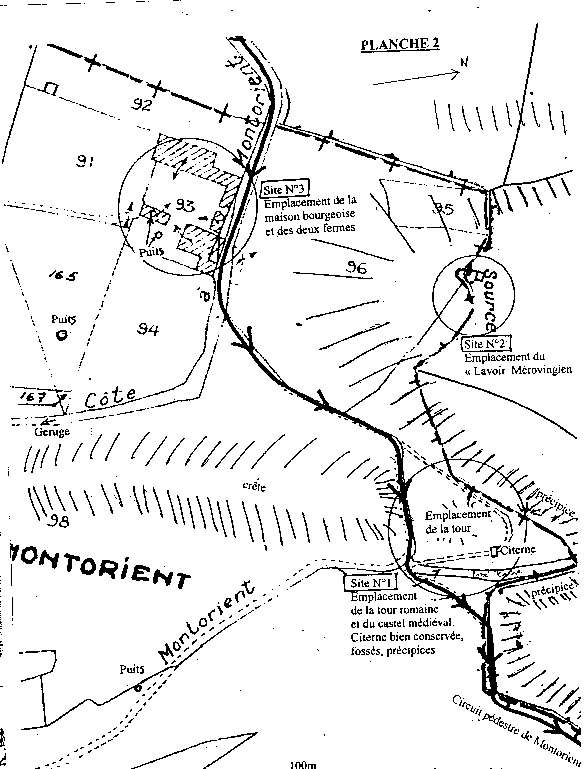 PLANCHE 2
N
Montorient
92
91
93
Puits
Site N°3
Emplacement de la
maison bourgeoise
et des deux fermes
95
96
165
Puits
94
Source
Site N°2
Emplacement du
« Lavoir Mérovingien
167
Côte
Geruge
crête
98
MONTORIENT
Emplacement
de la tour
précipice
Citerne
précipice
Site N°1
Emplacement
de la tour romaine
et du castel médiéval.
Citerne bien conservée,
fossés, précipices
Montorient
Puits
Circuit pédestre de Montorient
100m